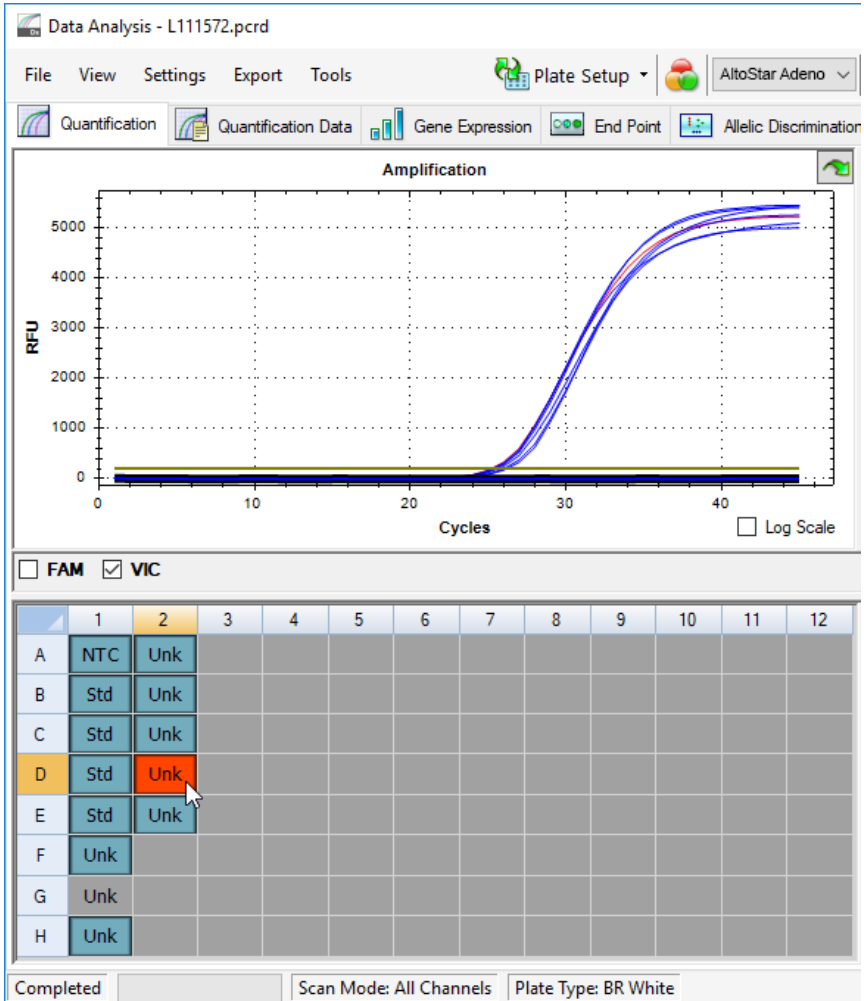 Data Analysis - L111572.pcrd
File View Settings Export Tools Plate Setup AltoStar Adeno
Quantification Quantification Data Gene Expression End Point Allelic Discrimination
Amplification
5000
4000
3000
2000
1000
0
RFU
0 10 20 30 40
Cycles
Log Scale
FAM VIC
1 2 3 4 5 6 7 8 9 10 11 12
A NTC Unk
B Std Unk
C Std Unk
D Std Unk
E Std Unk
F Unk
G Unk
H Unk
Completed Scan Mode: All Channels Plate Type: BR White